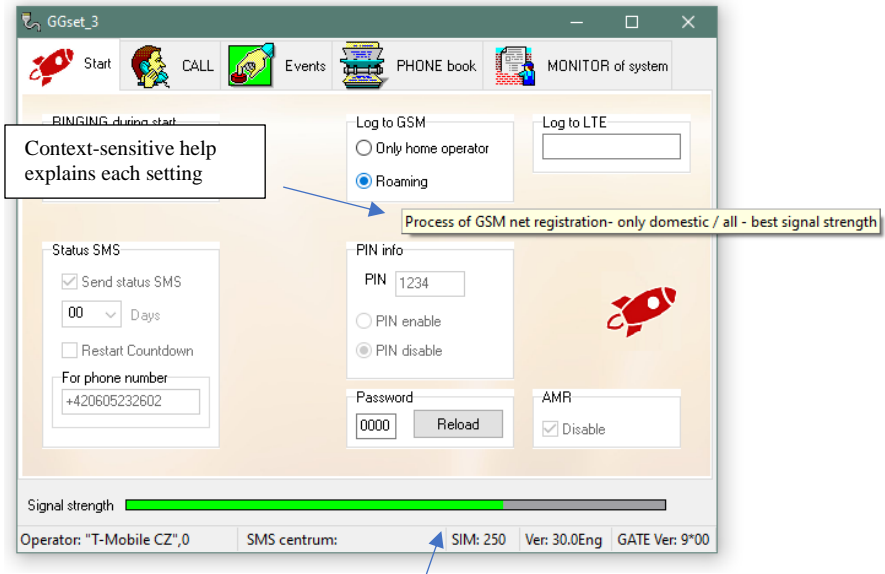 GGset_3
Start
CALL
Events
PHONE book
MONITOR of system
RINGING during start
Context-sensitive help
explains each setting
Log to GSM
Only home operator
Roaming
Log to LTE
Process of GSM net registration- only domestic / all - best signal strength
Status SMS
Send status SMS
00
Days
Restart Countdown
For phone number
+420605232602
PIN info
PIN
1234
PIN enable
PIN disable
Password
0000
Reload
AMR
Disable
Signal strength
Operator: "T-Mobile CZ",0
SMS centrum:
SIM: 250
Ver: 30.0Eng
GATE Ver: 9*00